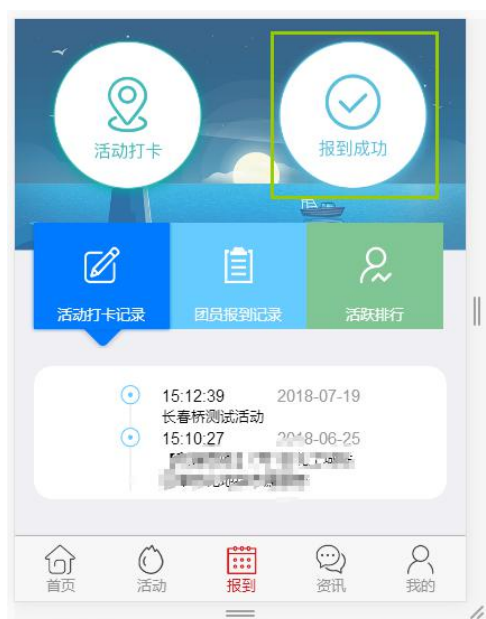 活动打卡
报到成功
活动打卡记录
团员报到记录
活跃排行
15:12:39 2018-07-19
长春桥测试活动
15:10:27 2018-06-25
首页
活动
报到
资讯
我的